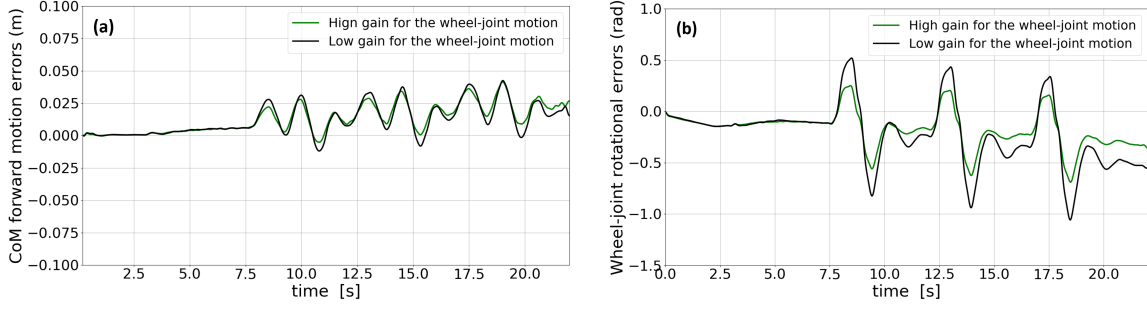 (a)
Hign gain for the wheel-joint motion
Low gain for the wheel-joint motion
CoM forward motion errors (m)
0.100
0.075
0.050
0.025
0.000
−0.025
−0.050
−0.075
−0.100
2.5 5.0 7.5 10.0 12.5 15.0 17.5 20.0
time [s]
(b)
High gain for the wheel-joint motion
Low gain for the wheel-joint motion
Wheel-joint rotational errors (rad)
1.0
0.5
0.0
−0.5
−1.0
−1.5
0.0 2.5 5.0 7.5 10.0 12.5 15.0 17.5 20.0
time [s]